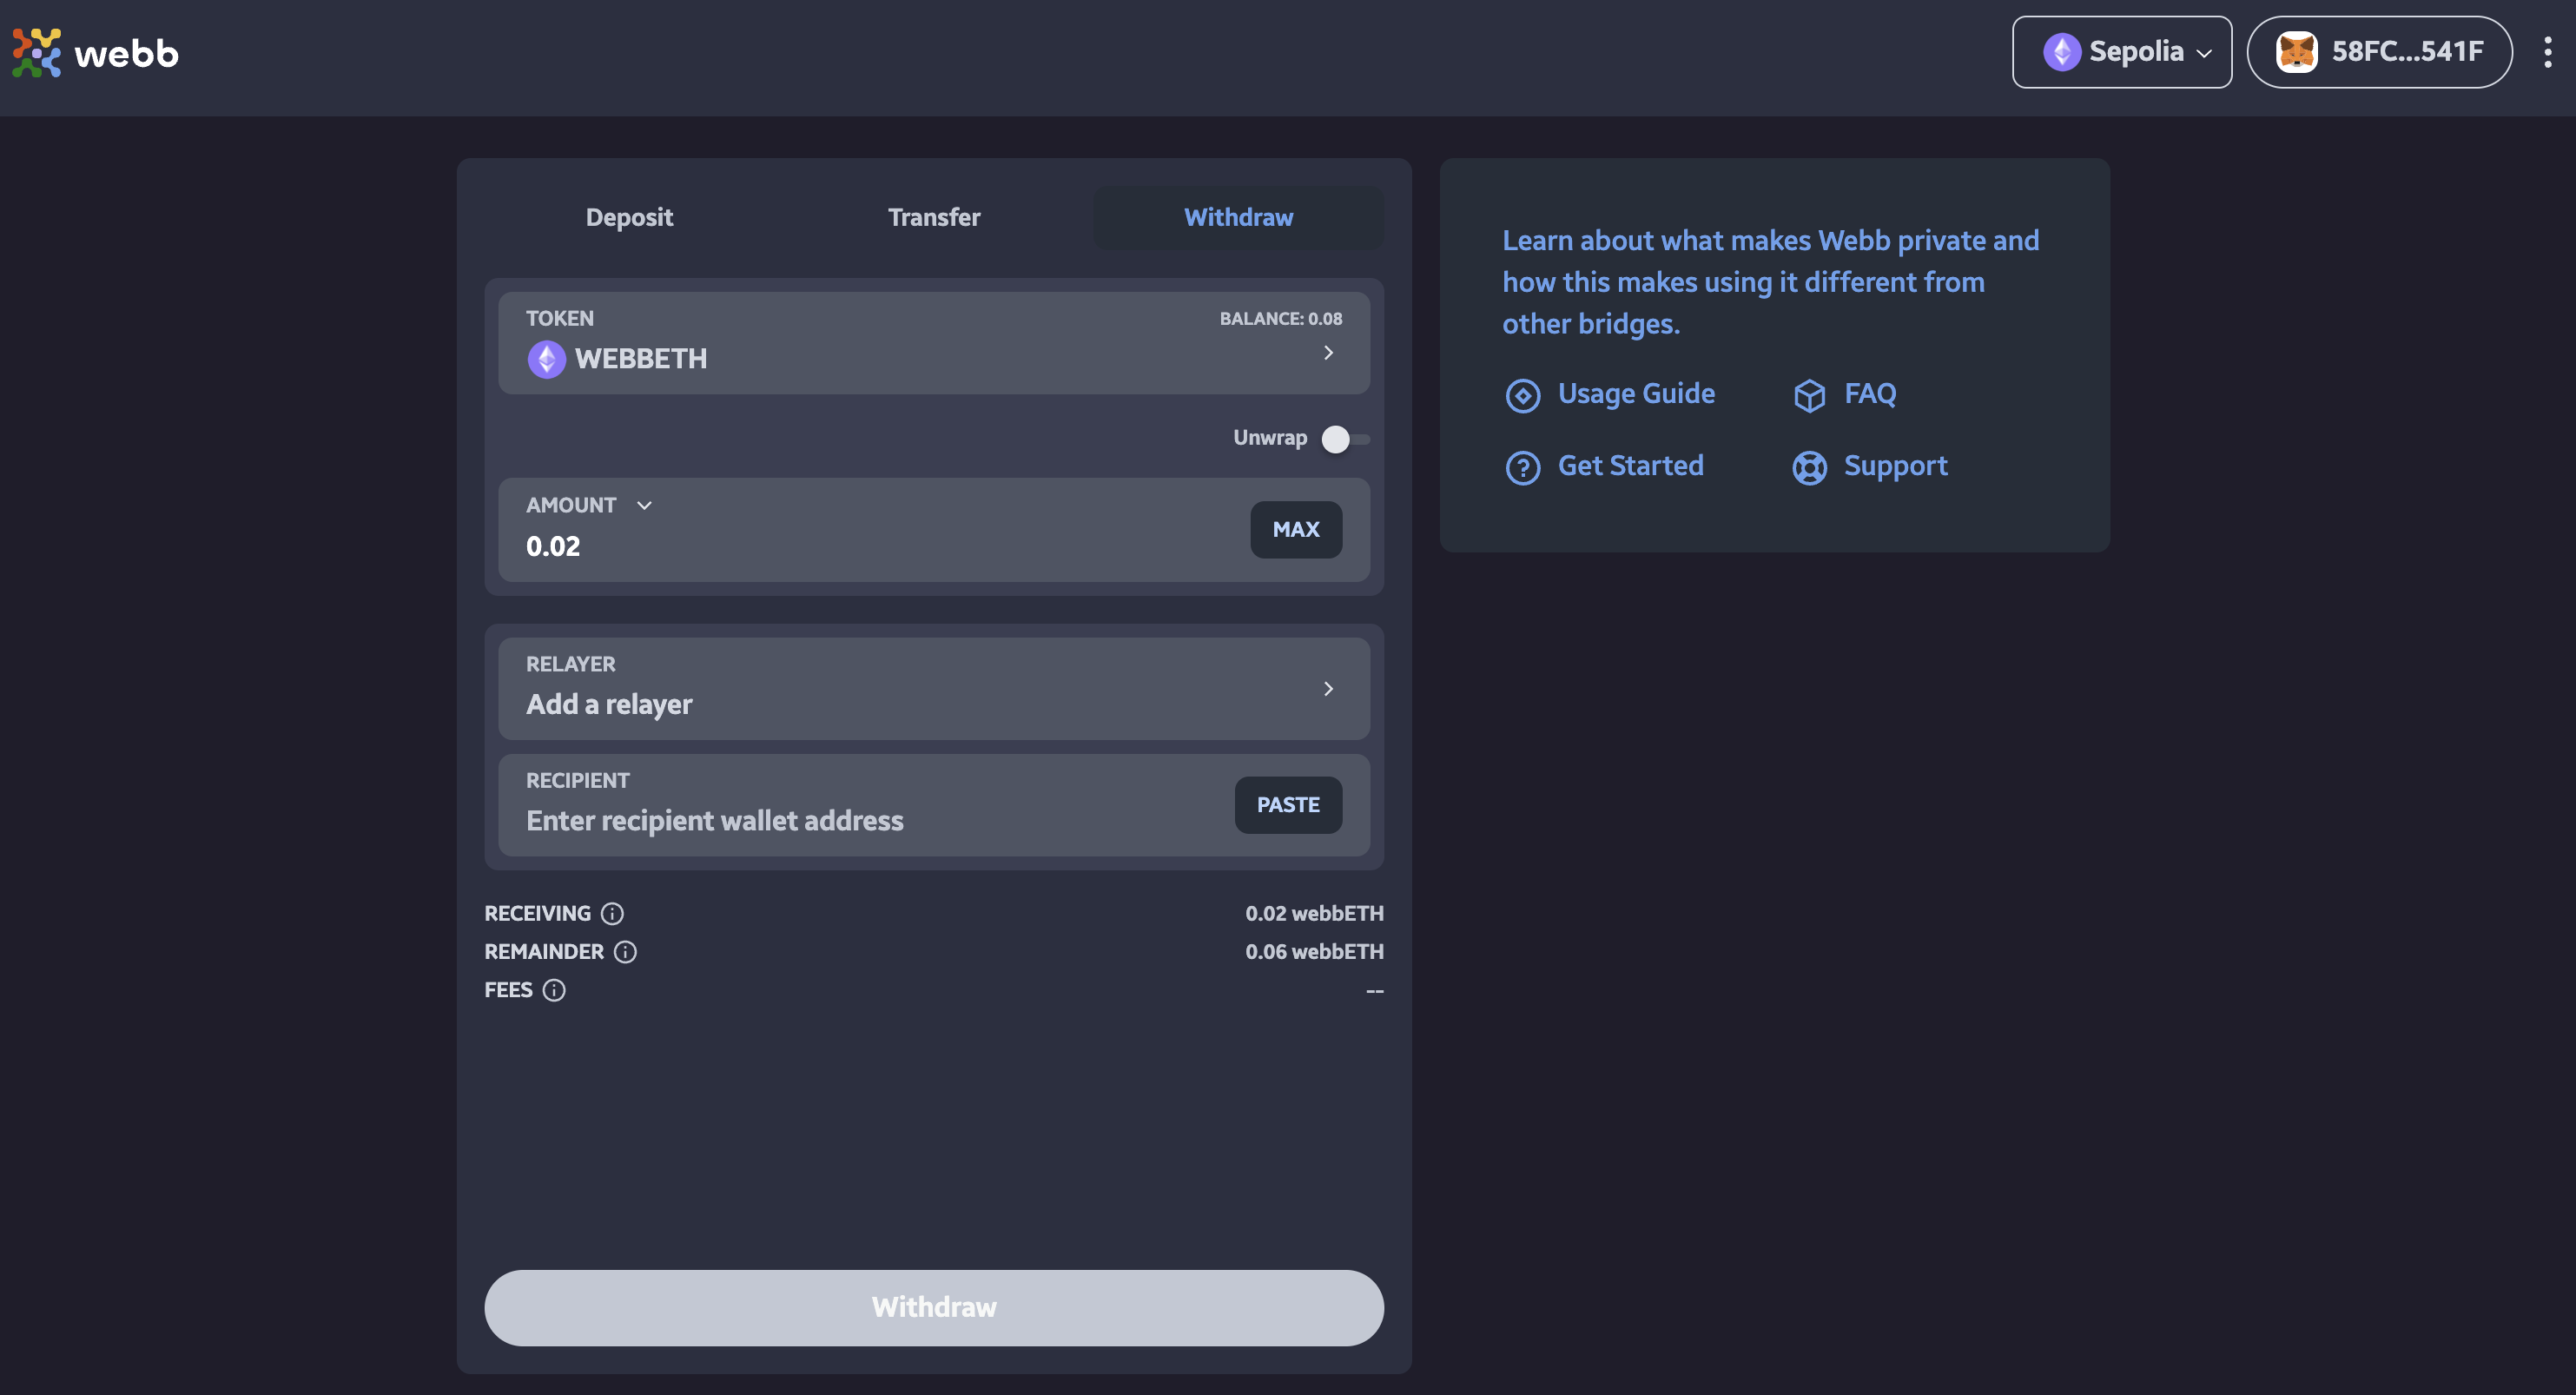 webb
Sepolia
58FC...541F
Deposit
Transfer
Withdraw
TOKEN
BALANCE: 0.08
WEBBETH
Unwrap
AMOUNT
0.02
MAX
RELAYER
Add a relayer
RECIPIENT
Enter recipient wallet address
PASTE
RECEIVING
0.02 webbETH
REMAINDER
0.06 webbETH
FEES
--
Withdraw
Learn about what makes Webb private and
how this makes using it different from
other bridges.
Usage Guide
FAQ
Get Started
Support